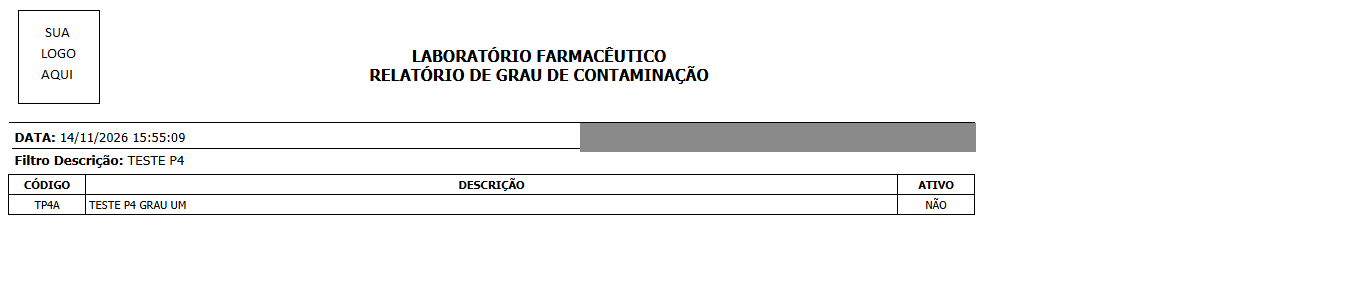 SUA
LOGO
AQUI
LABORATÓRIO FARMACÊUTICO
RELATÓRIO DE GRAU DE CONTAMINAÇÃO
DATA: 14/11/2026 15:55:09
Filtro Descrição: TESTE P4
CÓDIGO DESCRIÇÃO ATIVO
TP4A TESTE P4 GRAU UM NÃO